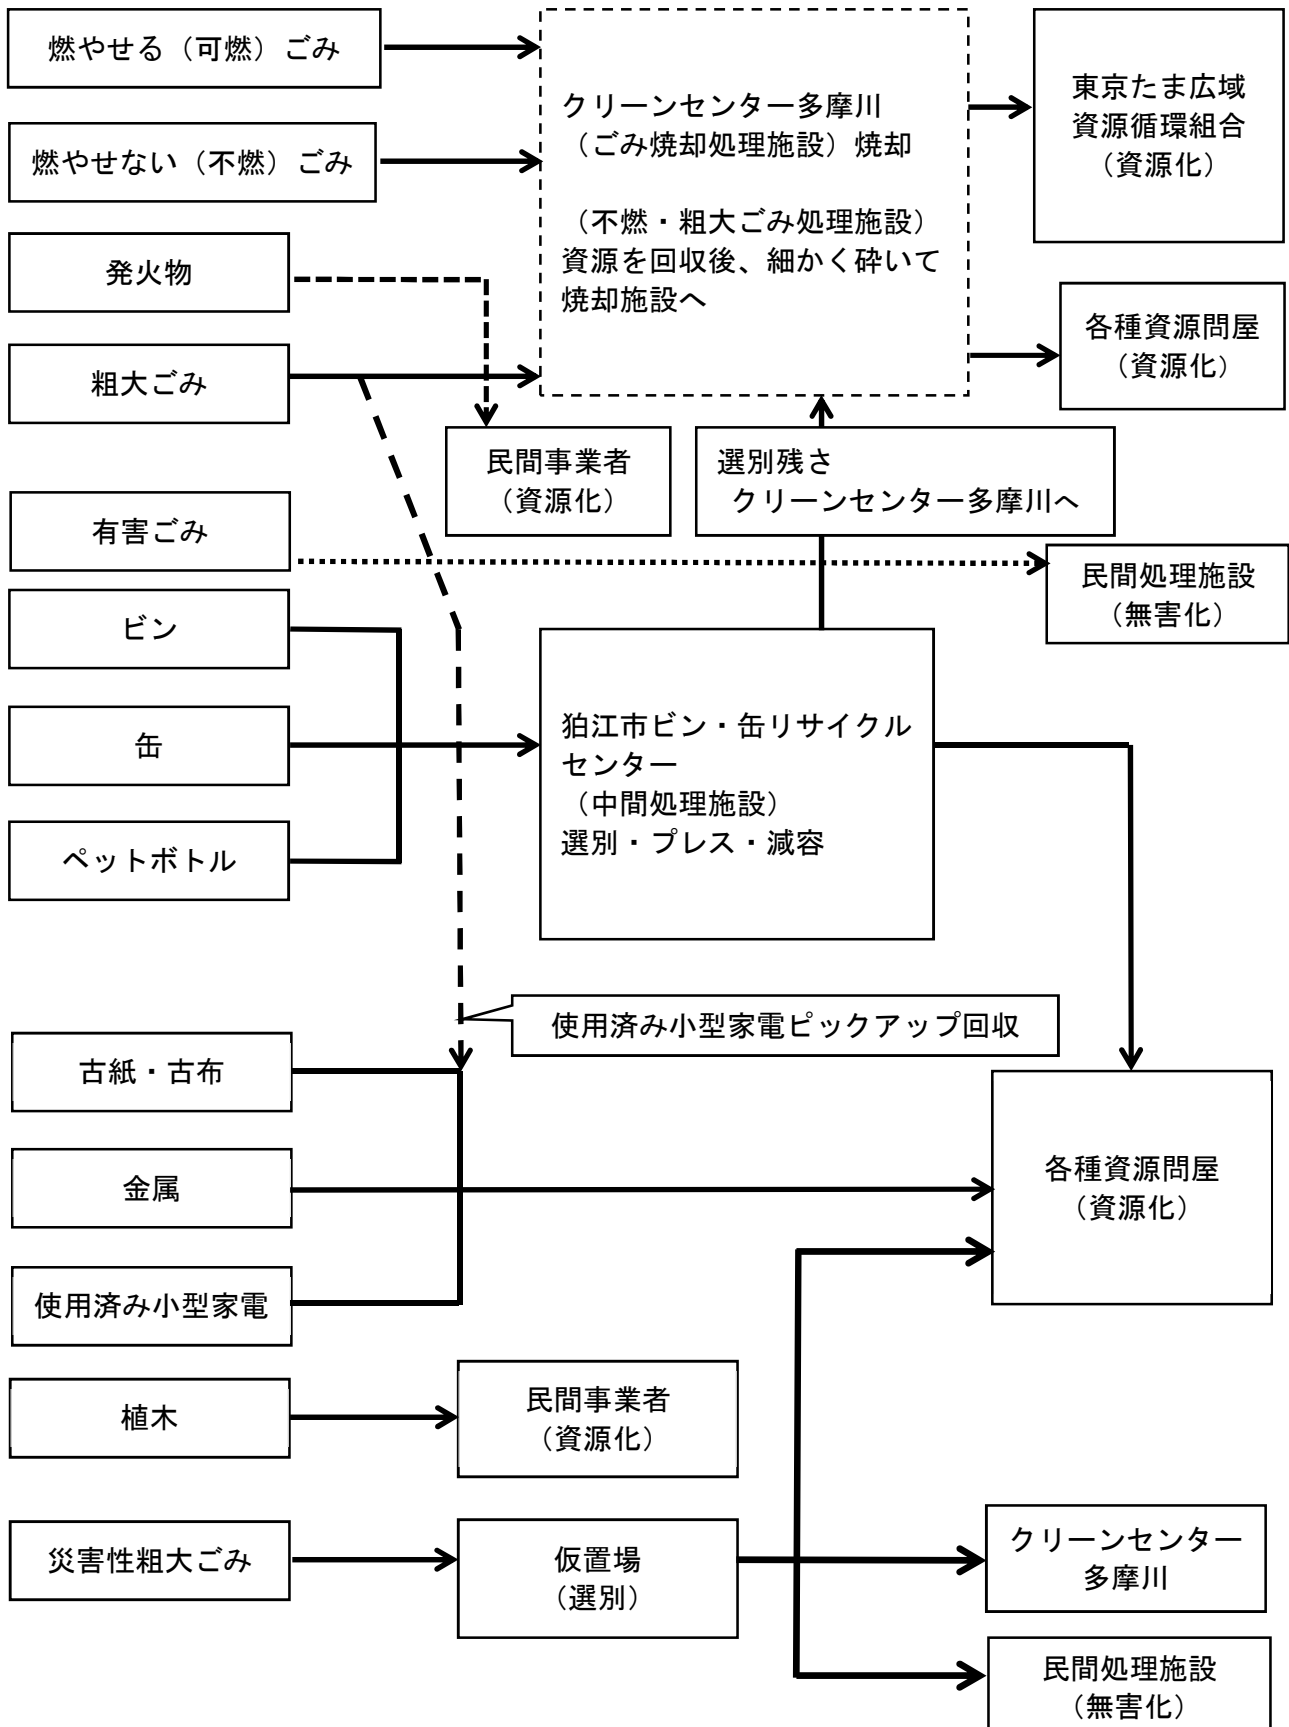 燃やせる（可燃）ごみ
燃やせない（不燃）ごみ
発火物
粗大ごみ
有害ごみ
ビン
缶
ペットボトル
古紙・古布
金属
使用済み小型家電
植木
災害性粗大ごみ
クリーンセンター多摩川
（ごみ焼却処理施設）焼却
（不燃・粗大ごみ処理施設）
資源を回収後、細かく砕いて
焼却施設へ
東京たま広域
資源循環組合
（資源化）
各種資源問屋
（資源化）
民間事業者
（資源化）
選別残さ
クリーンセンター多摩川へ
民間処理施設
（無害化）
狛江市ビン・缶リサイクル
センター
（中間処理施設）
選別・プレス・減容
使用済み小型家電ピックアップ回収
各種資源問屋
（資源化）
民間事業者
（資源化）
仮置場
（選別）
クリーンセンター
多摩川
民間処理施設
（無害化）